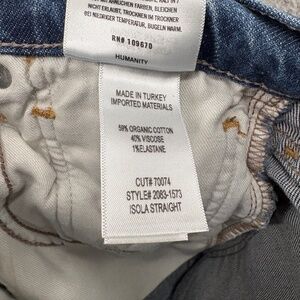 MIT ÄHNLICHEN FARBEN, BLEICHEN
NICHT ERLAUBT, TROCKNEN IM TROCKNER
BEI NIEDRIGER TEMPERATUR, BÜGELN WARM.
RN# 109670
HUMANITY
MADE IN TURKEY
IMPORTED MATERIALS
59% ORGANIC COTTON
40% VISCOSE
1% ELASTANE
CUT# 70074
STYLE# 2083-1573
ISOLA STRAIGHT